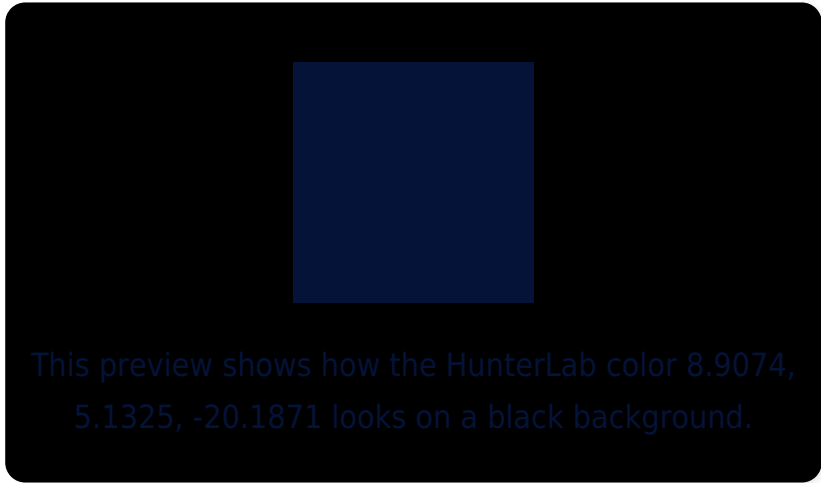 This preview shows how the HunterLab color 8.9074,
5.1325, -20.1871 looks on a black background.